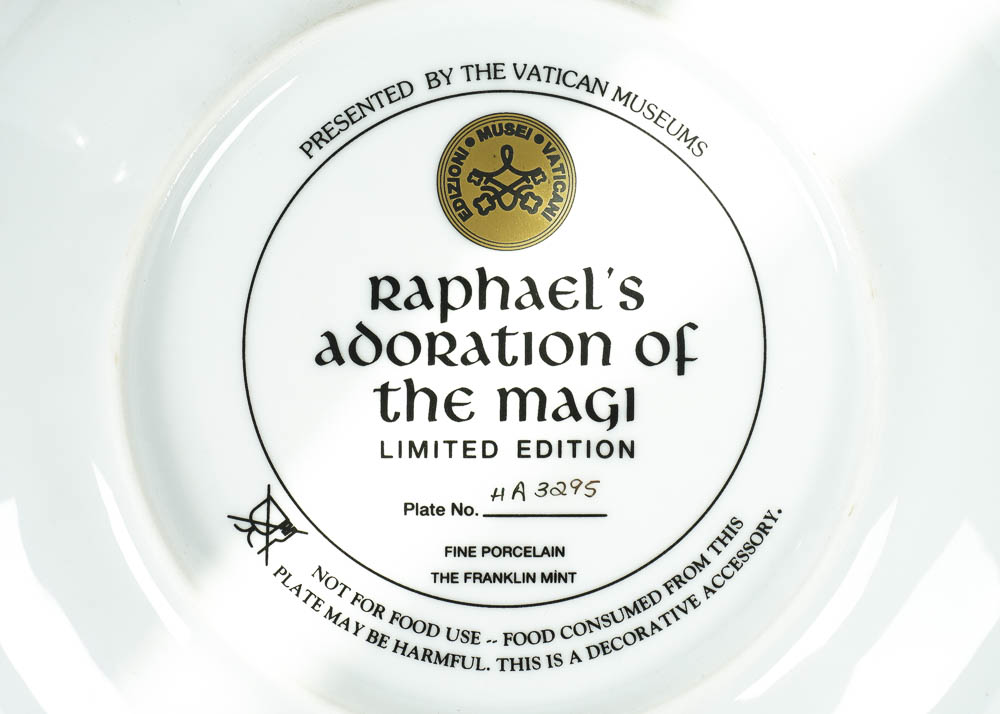 PRESENTED BY THE VATICAN MUSEUMS
EDIZIONI • MUSEI • VATICANI
Raphael's
adoration of
the magi
LIMITED EDITION
Plate No. HA 3295
FINE PORCELAIN
THE FRANKLIN MINT
NOT FOR FOOD USE -- FOOD CONSUMED FROM THIS
PLATE MAY BE HARMFUL. THIS IS A DECORATIVE ACCESSORY.